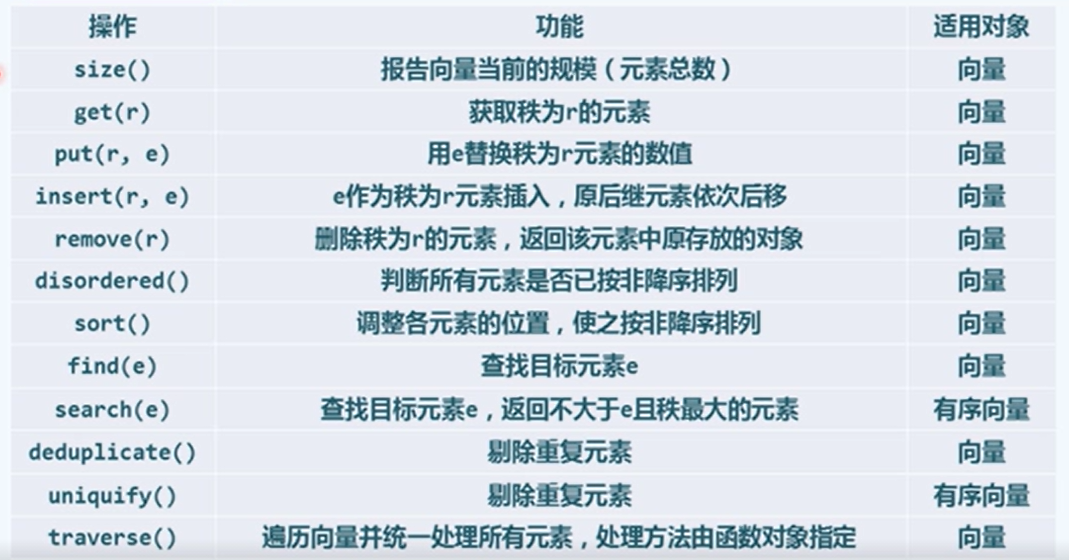 操作 功能 适用对象
size() 报告向量当前的规模（元素总数） 向量
get(r) 获取秩为r的元素 向量
put(r, e) 用e替换秩为r元素的数值 向量
insert(r, e) e作为秩为r元素插入，原后继元素依次后移 向量
remove(r) 删除秩为r的元素，返回该元素中原存放的对象 向量
disordered() 判断所有元素是否已按非降序排列 向量
sort() 调整各元素的位置，使之按非降序排列 向量
find(e) 查找目标元素e 向量
search(e) 查找目标元素e，返回不大于e且秩最大的元素 有序向量
deduplicate() 剔除重复元素 向量
uniquify() 剔除重复元素 有序向量
traverse() 遍历向量并统一处理所有元素，处理方法由函数对象指定 向量